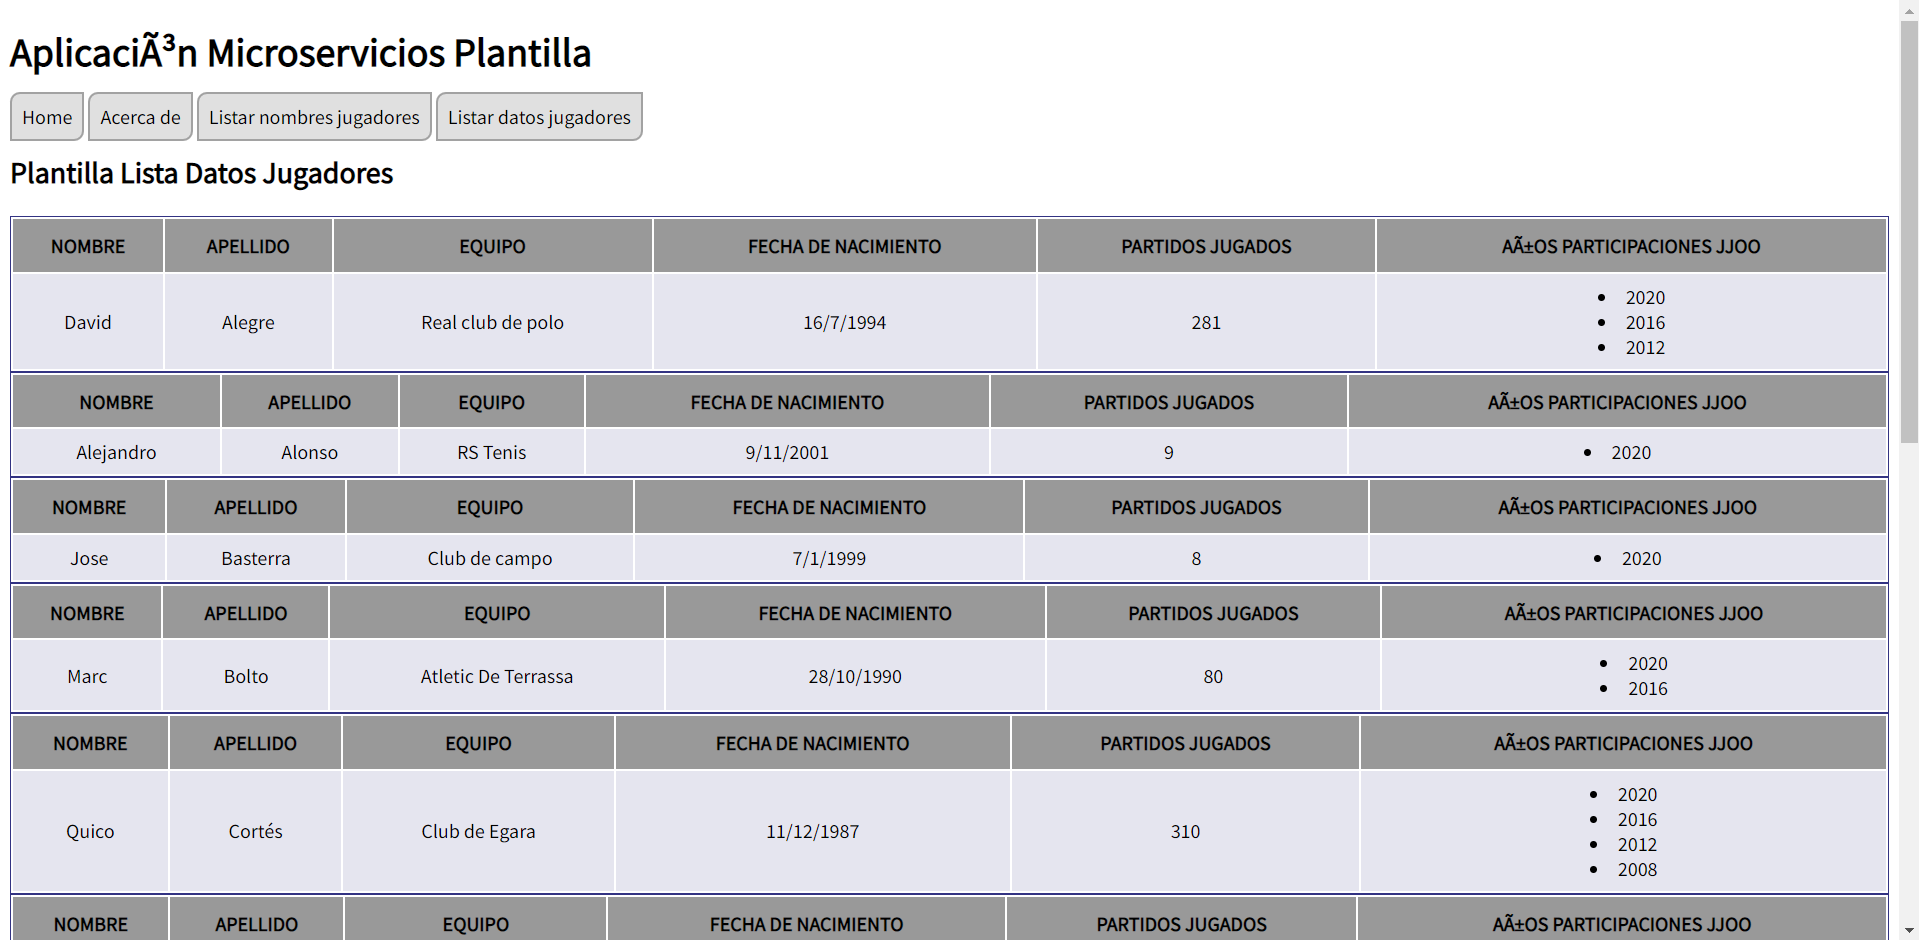 AplicaciÃ³n Microservicios Plantilla
Home Acerca de Listar nombres jugadores Listar datos jugadores
Plantilla Lista Datos Jugadores
NOMBRE APELLIDO EQUIPO FECHA DE NACIMIENTO PARTIDOS JUGADOS AÃ±OS PARTICIPACIONES JJOO
David Alegre Real club de polo 16/7/1994 281
• 2020
• 2016
• 2012
NOMBRE APELLIDO EQUIPO FECHA DE NACIMIENTO PARTIDOS JUGADOS AÃ±OS PARTICIPACIONES JJOO
Alejandro Alonso RS Tenis 9/11/2001 9 • 2020
NOMBRE APELLIDO EQUIPO FECHA DE NACIMIENTO PARTIDOS JUGADOS AÃ±OS PARTICIPACIONES JJOO
Jose Basterra Club de campo 7/1/1999 8 • 2020
NOMBRE APELLIDO EQUIPO FECHA DE NACIMIENTO PARTIDOS JUGADOS AÃ±OS PARTICIPACIONES JJOO
Marc Bolto Atletic De Terrassa 28/10/1990 80
• 2020
• 2016
NOMBRE APELLIDO EQUIPO FECHA DE NACIMIENTO PARTIDOS JUGADOS AÃ±OS PARTICIPACIONES JJOO
Quico Cortés Club de Egara 11/12/1987 310
• 2020
• 2016
• 2012
• 2008
NOMBRE APELLIDO EQUIPO FECHA DE NACIMIENTO PARTIDOS JUGADOS AÃ±OS PARTICIPACIONES JJOO